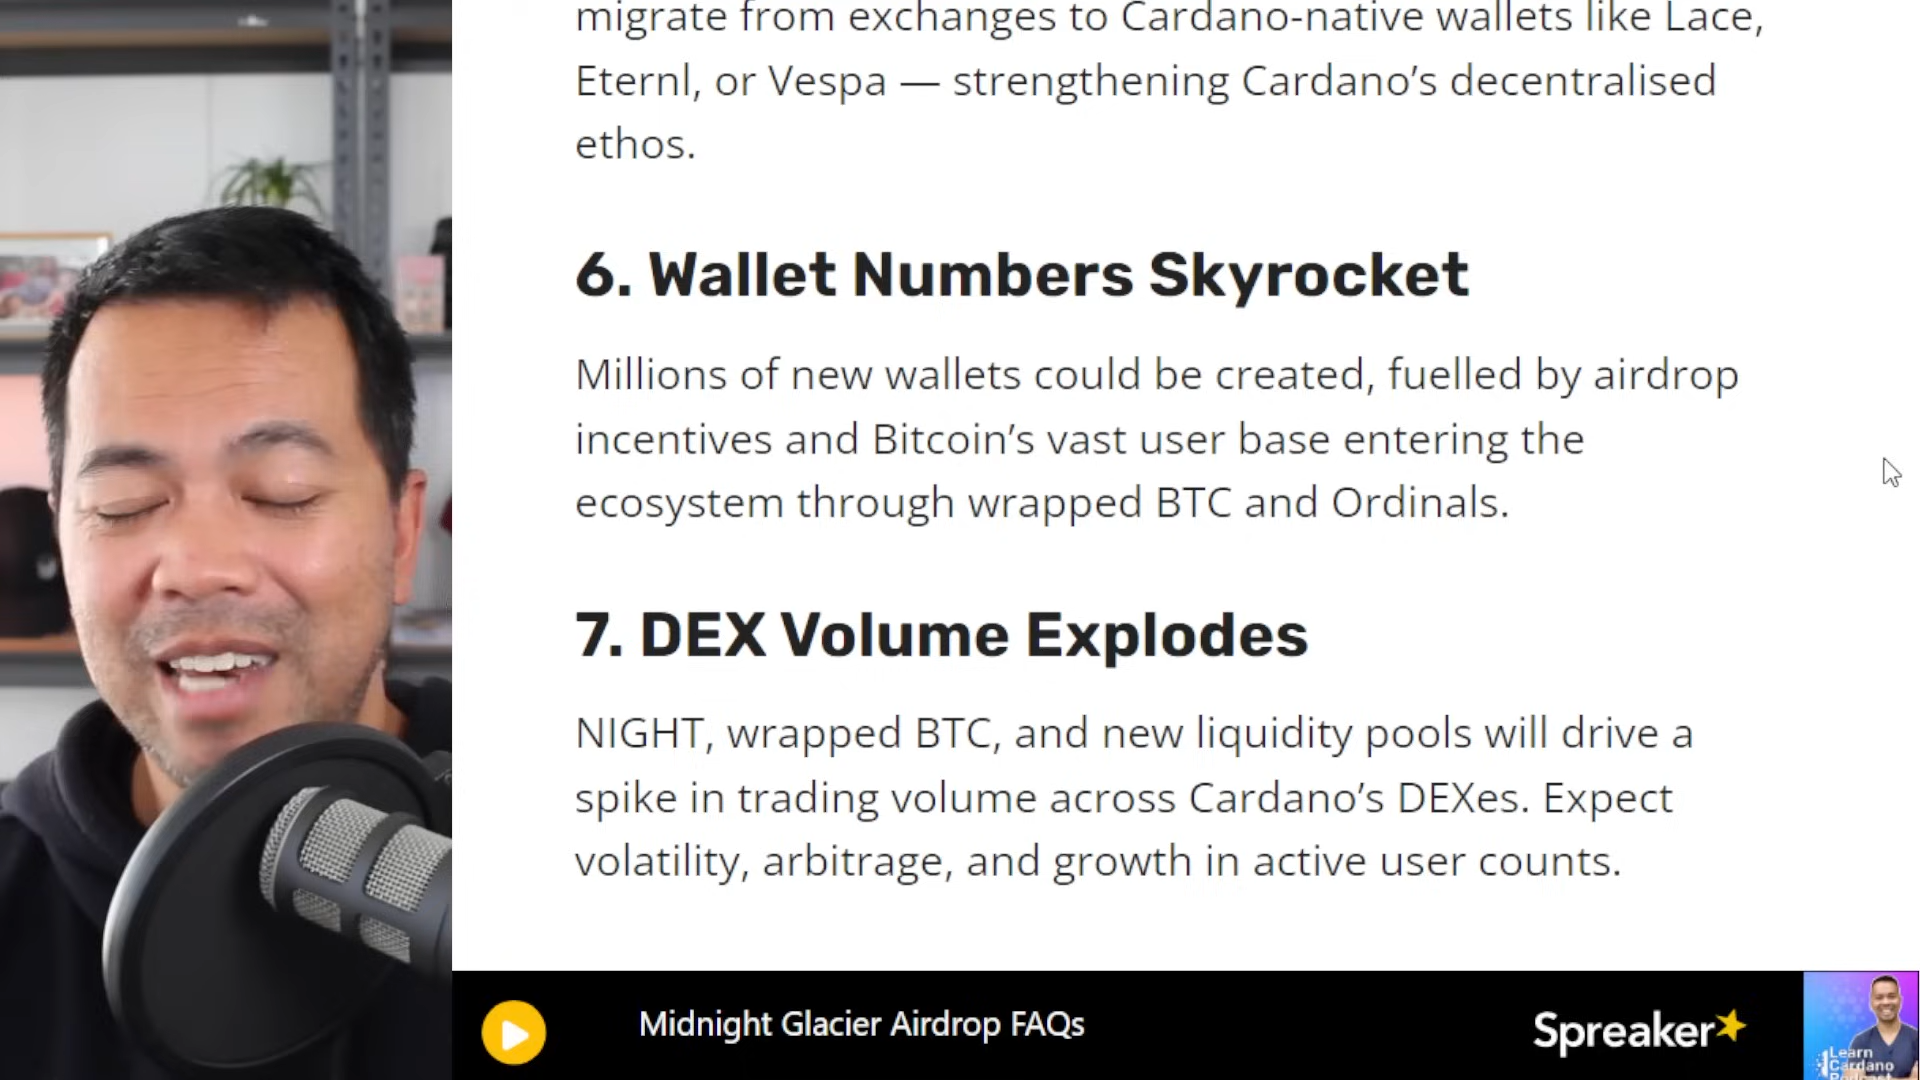 migrate from exchanges to Cardano-native wallets like Lace,
Eternl, or Vespa — strengthening Cardano’s decentralised
ethos.
6. Wallet Numbers Skyrocket
Millions of new wallets could be created, fuelled by airdrop
incentives and Bitcoin’s vast user base entering the
ecosystem through wrapped BTC and Ordinals.
7. DEX Volume Explodes
NIGHT, wrapped BTC, and new liquidity pools will drive a
spike in trading volume across Cardano’s DEXes. Expect
volatility, arbitrage, and growth in active user counts.
Midnight Glacier Airdrop FAQs
Spreaker
Learn
Cardano
Podcast